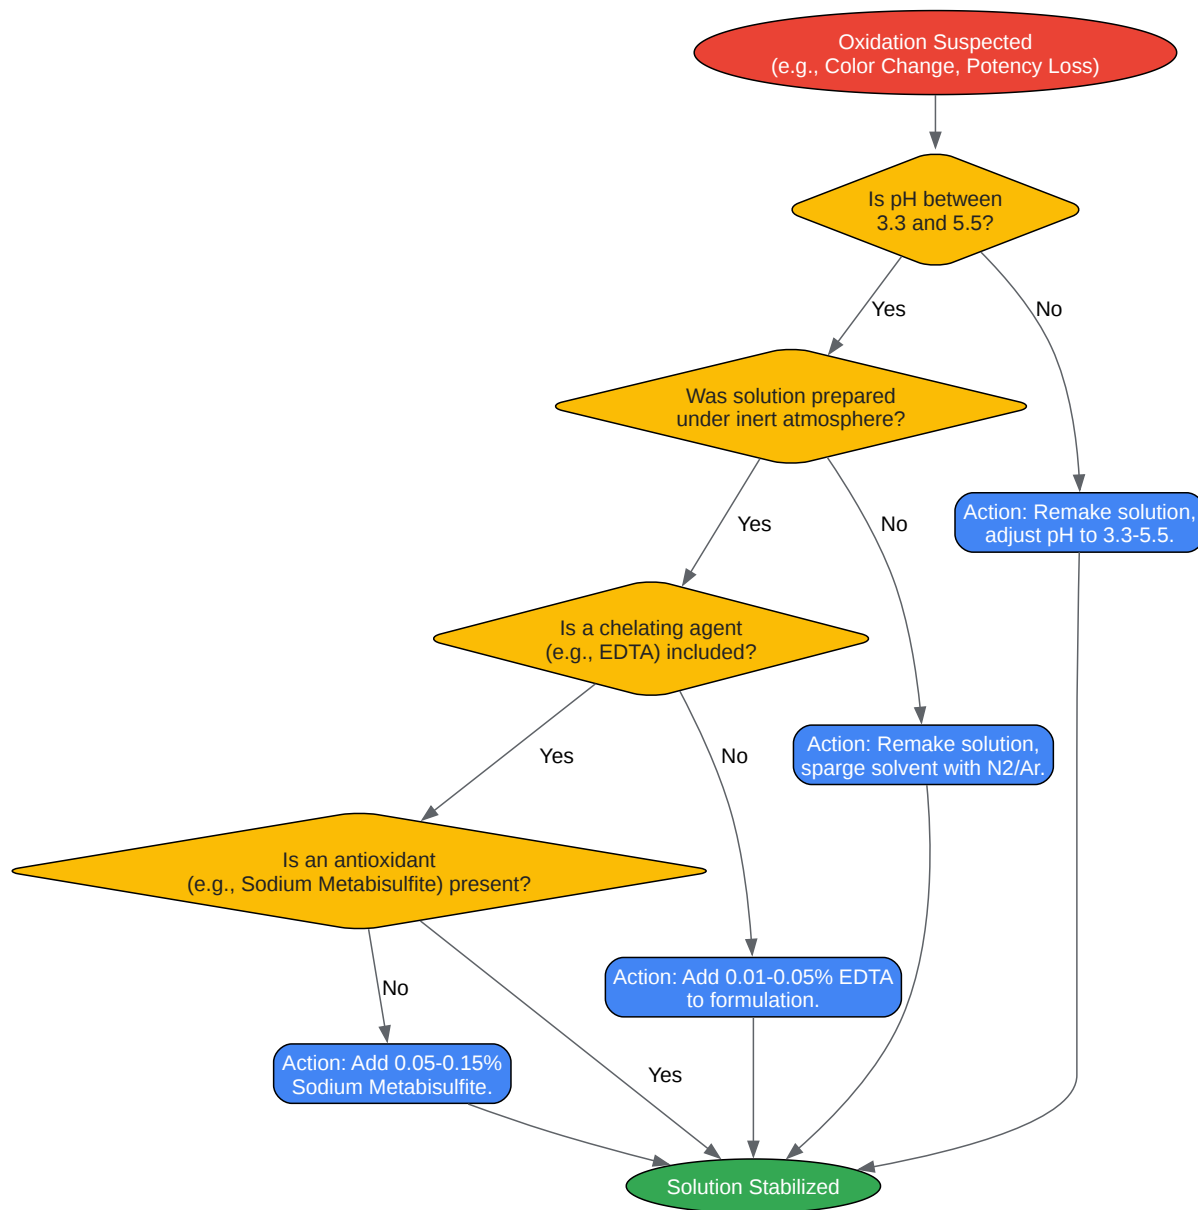 Oxidation Suspected
(e.g., Color Change, Potency Loss)
Is pH between
3.3 and 5.5?
Yes
No
Was solution prepared
under inert atmosphere?
Yes
No
Action: Remake solution,
adjust pH to 3.3-5.5.
Is a chelating agent
(e.g., EDTA) included?
Yes
No
Action: Remake solution,
sparge solvent with N2/Ar.
Is an antioxidant
(e.g., Sodium Metabisulfite) present?
No
Yes
Action: Add 0.01-0.05% EDTA
to formulation.
Action: Add 0.05-0.15%
Sodium Metabisulfite.
Solution Stabilized